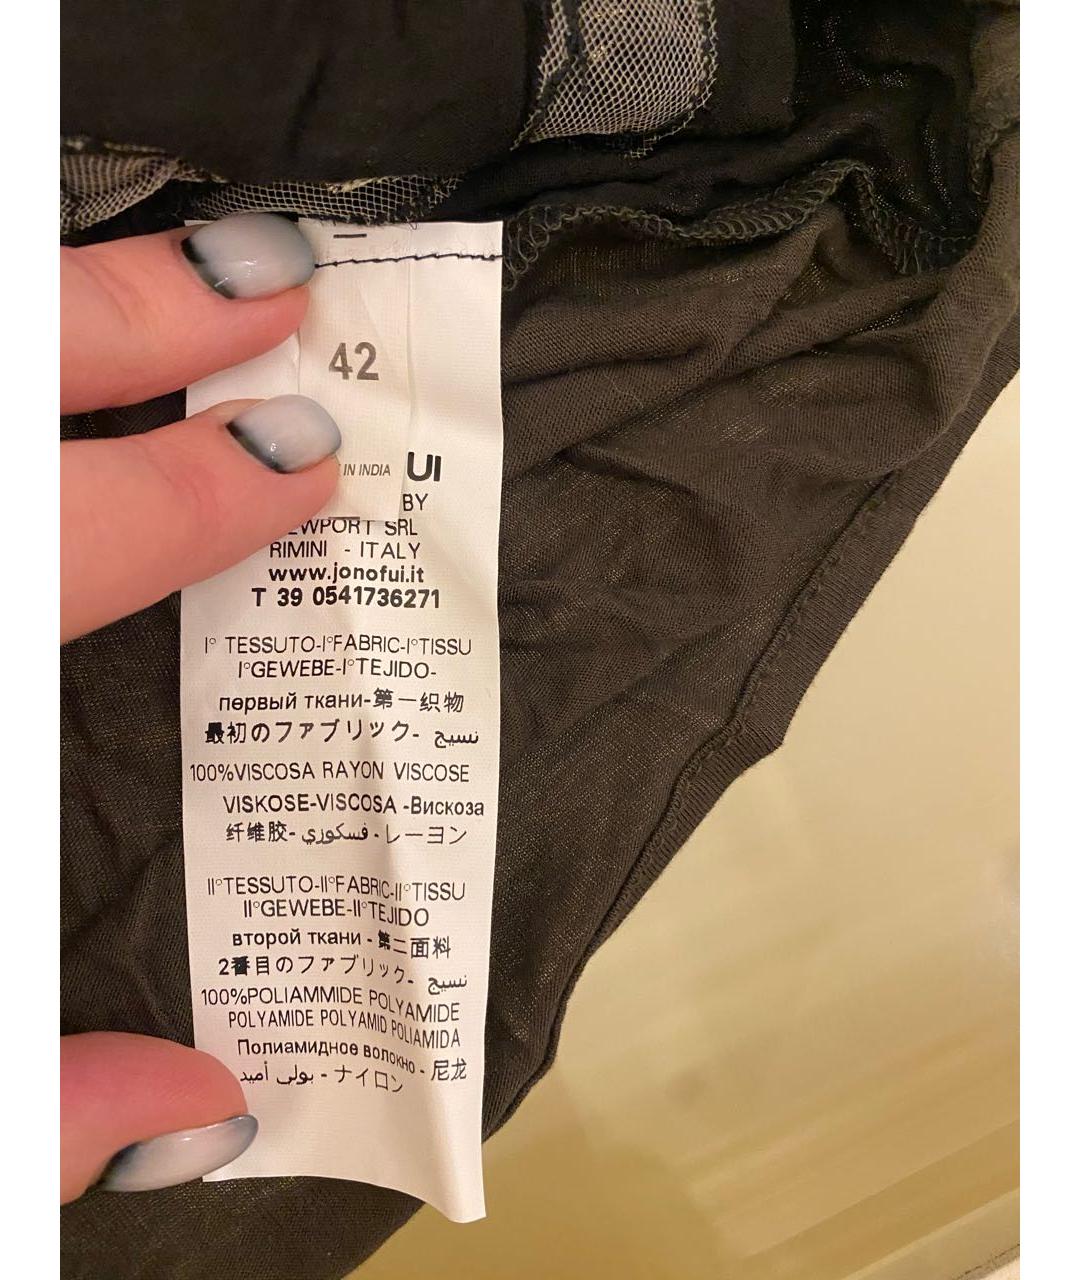 42
IN INDIA
UI
BY
EWPORT SRL
RIMINI - ITALY
www.jonofui.it
T 39 0541736271
I° TESSUTO-I°FABRIC-I°TISSU
I°GEWEBE-I°TEJIDO-
первый ткани-第一织物
最初のファブリック- نسيج
100%VISCOSA RAYON VISCOSE
VISKOSE-VISCOSA -Вискоза
纤维胶- فسكوري - レーヨン
II°TESSUTO-II°FABRIC-II°TISSU
II°GEWEBE-II°TEJIDO
второй ткани - 第二面料
2番目のファブリック- نسيج
100%POLIAMMIDE POLYAMIDE
POLYAMIDE POLYAMID POLIAMIDA
Полиамидное волокно - 尼龙
بولي أميد - ナイロン